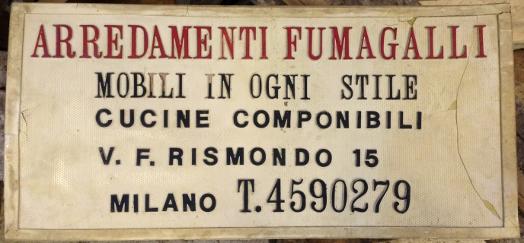 ARREDAMENTI FUMAGALLI
MOBILI IN OGNI STILE
CUCINE COMPONIBILI
V. F. RISMONDO 15
MILANO T.4590279